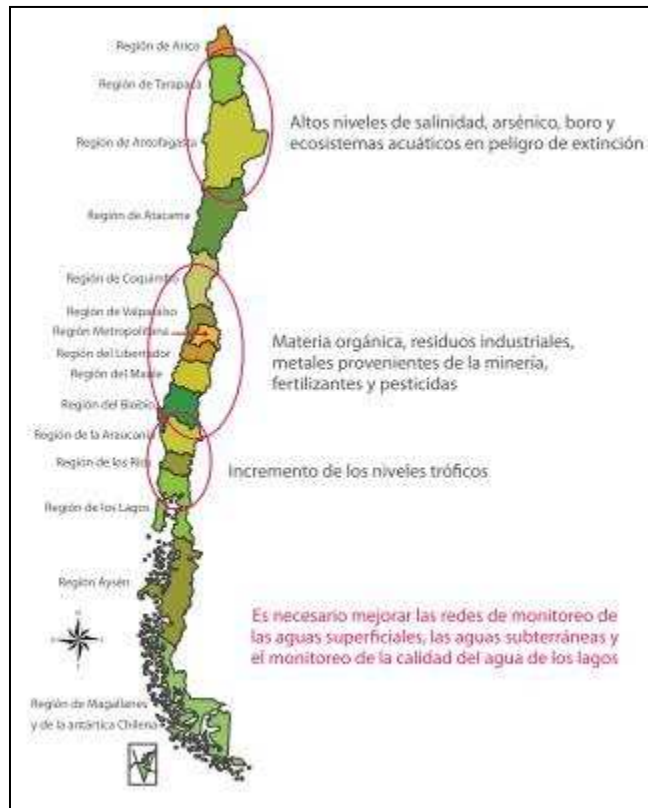 Región de Arica
Región de Tarapacá
Región de Antofagasta
Altos niveles de salinidad, arsénico, boro y
ecosistemas acuáticos en peligro de extinción
Región de Atacama
Región de Coquimbo
Región de Valparaíso
Región Metropolitana
Región del Libertador
Región del Maule
Región del Biobio
Materia orgánica, residuos industriales,
metales provenientes de la minería,
fertilizantes y pesticidas
Región de la Araucanía
Región de los Ríos
Incremento de los niveles tróficos
Región de los Lagos
Región Aysén
Es necesario mejorar las redes de monitoreo de
las aguas superficiales, las aguas subterráneas y
el monitoreo de la calidad del agua de los lagos
Región de Magallanes
y de la antártica Chilena